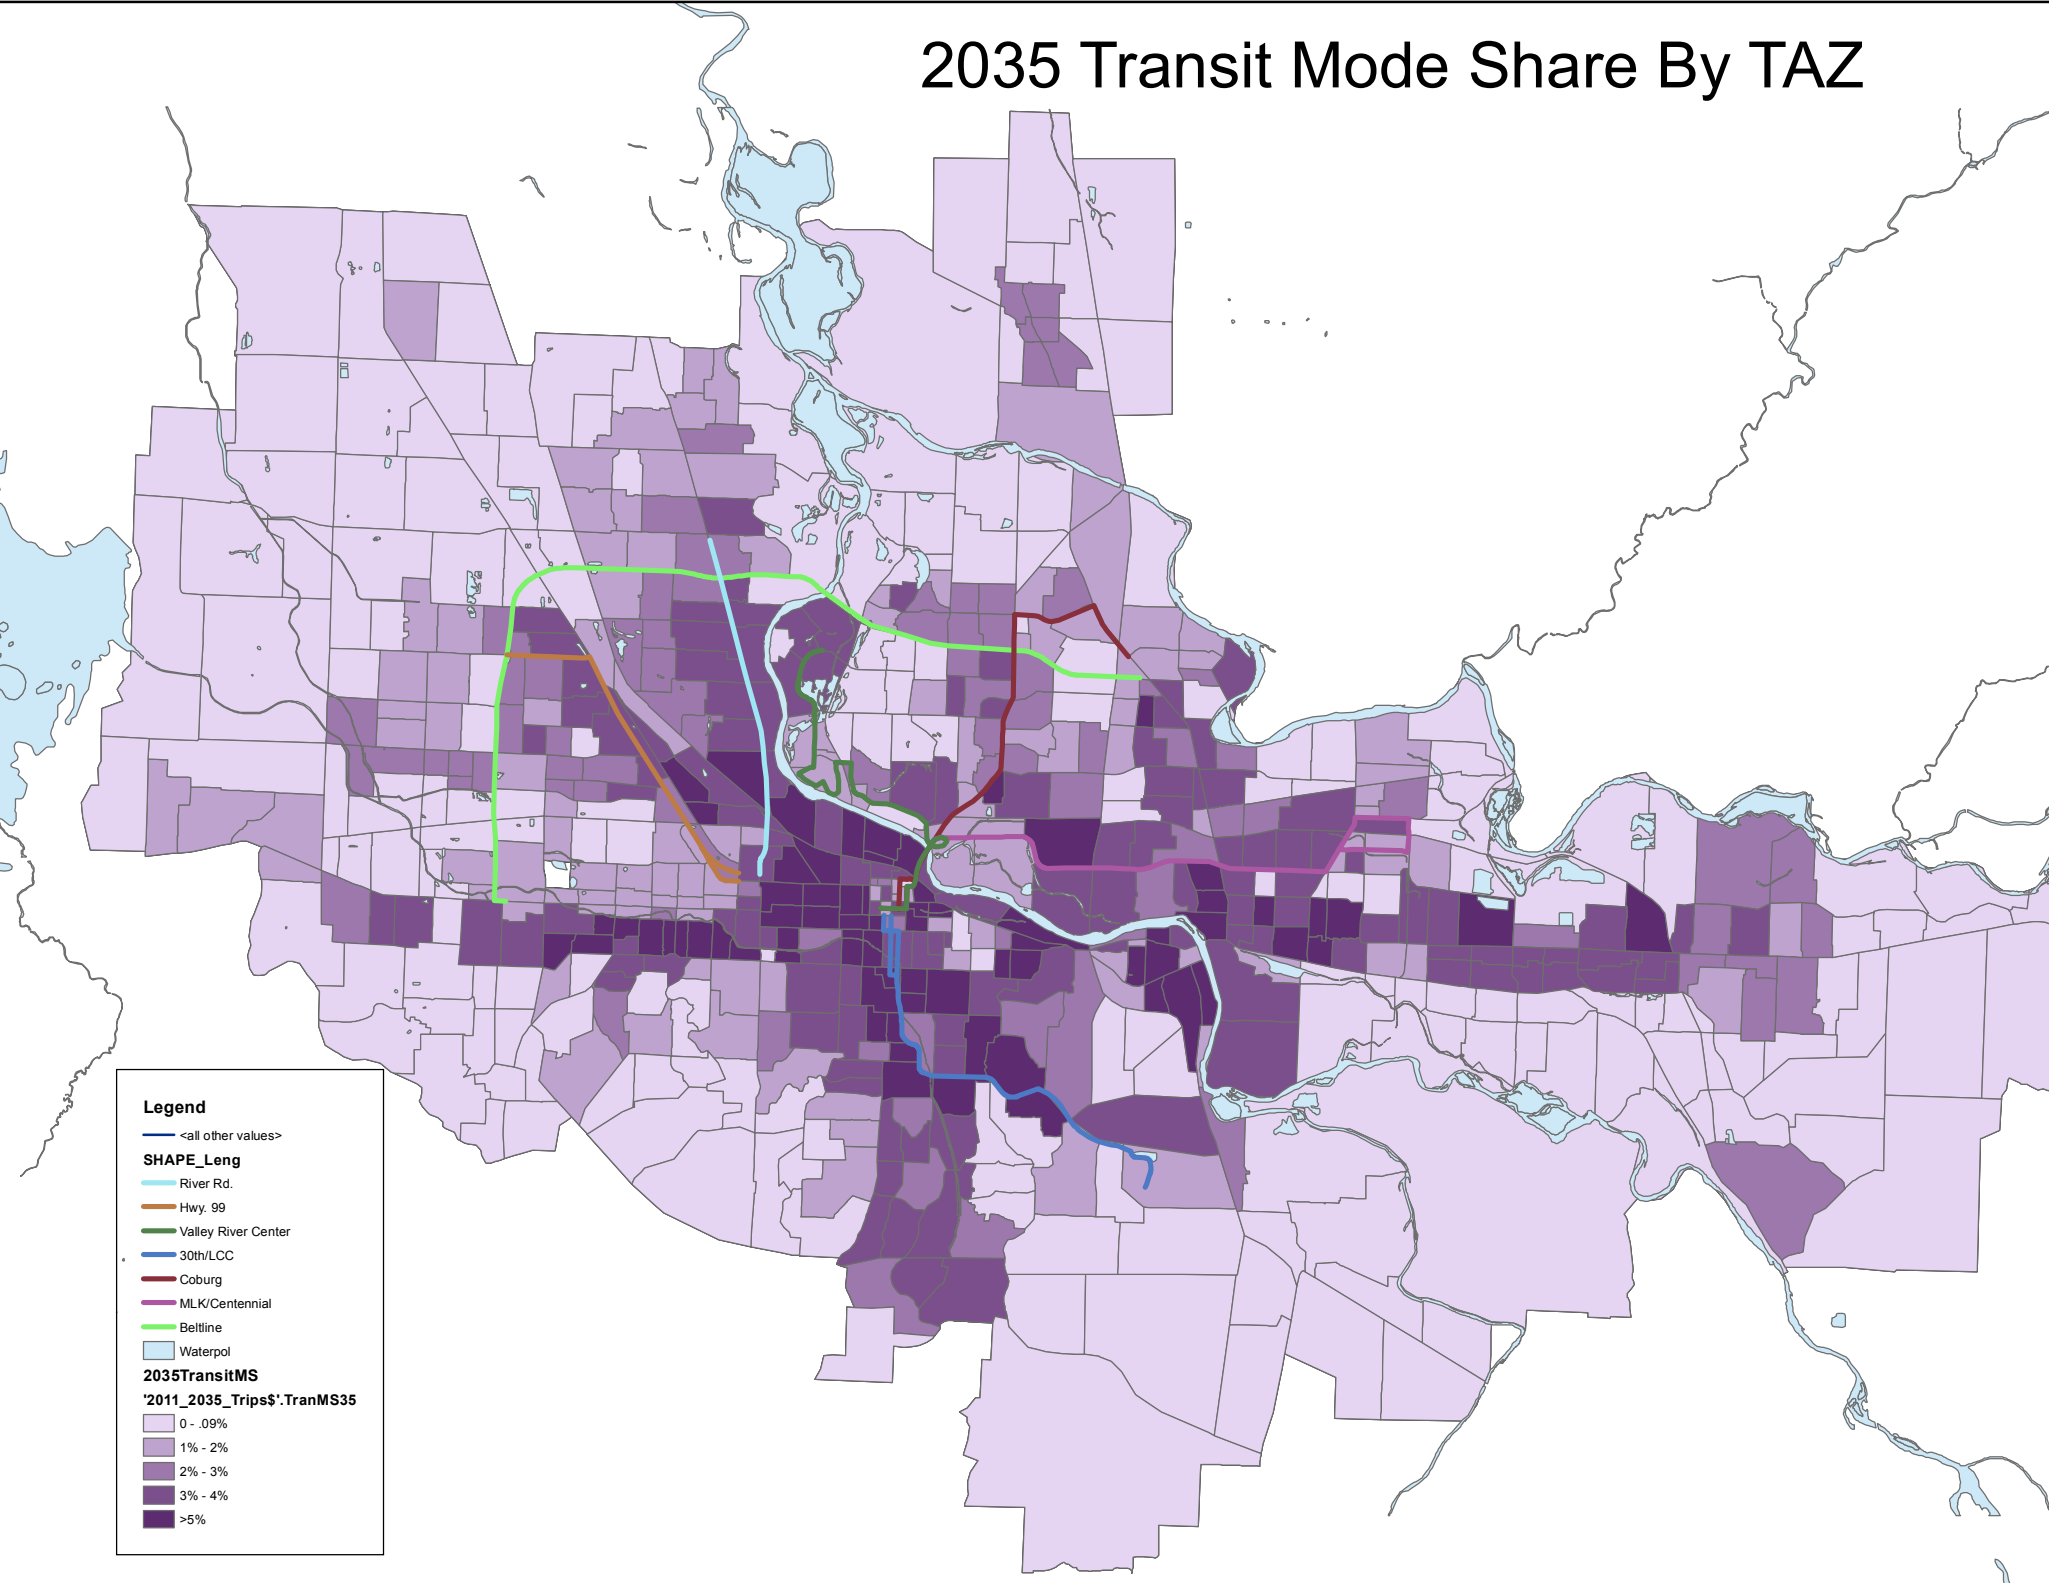 2035 Transit Mode Share By TAZ
Legend
<all other values>
SHAPE_Leng
River Rd.
Hwy. 99
Valley River Center
30th/LCC
Coburg
MLK/Centennial
Beltline
Waterpol
2035TransitMS
'2011_2035_Trips$'.TranMS35
0 - .09%
1% - 2%
2% - 3%
3% - 4%
>5%